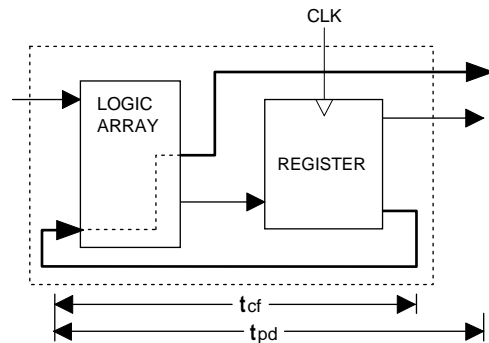 CLK
LOGIC
ARRAY
REGISTER
tcf
tpd